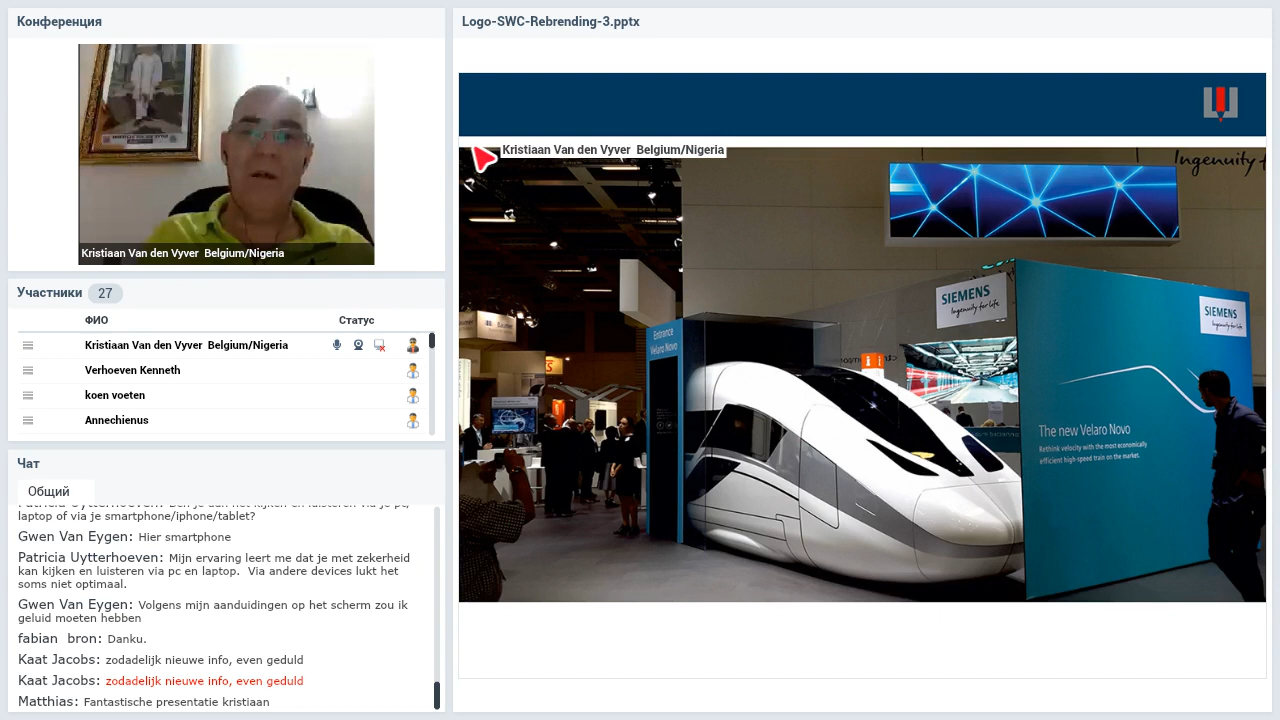 Конференция
Kristiaan Van den Vyver Belgium/Nigeria
Участники 27
ФИО Статус
Kristiaan Van den Vyver Belgium/Nigeria
Verhoeven Kenneth
koen voeten
Annechienus
Чат
Общий
laptop of via je smartphone/iphone/tablet?
Gwen Van Eygen: Hier smartphone
Patricia Uytterhoeven: Mijn ervaring leert me dat je met zekerheid
kan kijken en luisteren via pc en laptop. Via andere devices lukt het
soms niet optimaal.
Gwen Van Eygen: Volgens mijn aanduidingen op het scherm zou ik
geluid moeten hebben
fabian bron: Danku.
Kaat Jacobs: zodadelijk nieuwe info, even geduld
Kaat Jacobs: zodadelijk nieuwe info, even geduld
Matthias: Fantastische presentatie kristiaan
Logo-SWC-Rebrending-3.pptx
Kristiaan Van den Vyver Belgium/Nigeria
Ingenuity f
SIEMENS
Ingenuity for life
SIEMENS
Ingenuity for life
Entrance
Velaro Novo
The new Velaro Novo
Rethink velocity with the most economically
efficient high-speed train on the market.